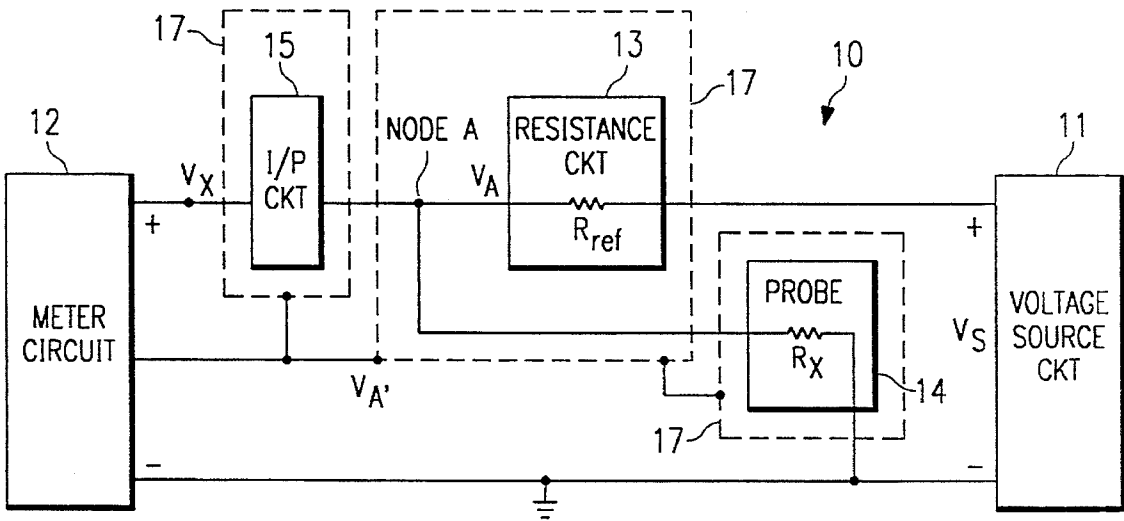 17
15
13
10
12
NODE A
RESISTANCE
CKT
17
11
V_X
I/P
CKT
V_A
+
R_ref
+
METER
CIRCUIT
PROBE
VOLTAGE
SOURCE
CKT
V_S
R_X
V_A'
14
17
−
−